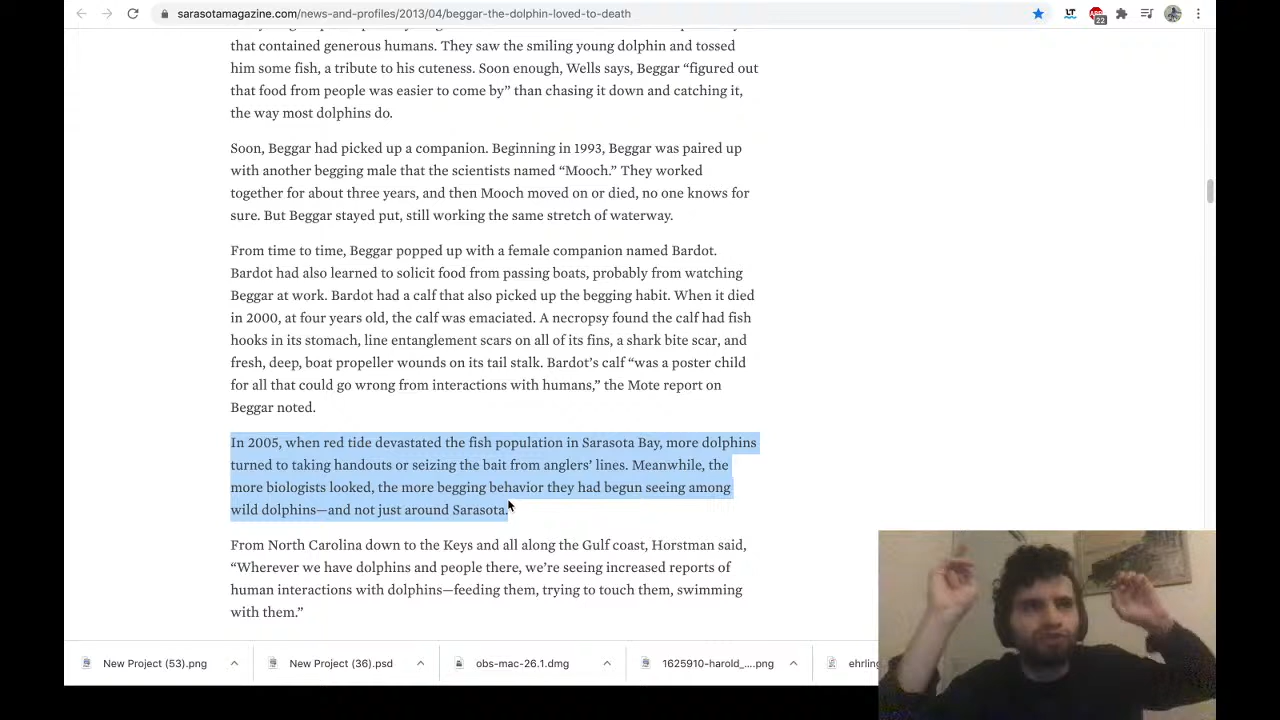 sarasotamagazine.com/news-and-profiles/2013/04/beggar-the-dolphin-loved-to-death
LT
22
that contained generous humans. They saw the smiling young dolphin and tossed
him some fish, a tribute to his cuteness. Soon enough, Wells says, Beggar “figured out
that food from people was easier to come by” than chasing it down and catching it,
the way most dolphins do.
Soon, Beggar had picked up a companion. Beginning in 1993, Beggar was paired up
with another begging male that the scientists named “Mooch.” They worked
together for about three years, and then Mooch moved on or died, no one knows for
sure. But Beggar stayed put, still working the same stretch of waterway.
From time to time, Beggar popped up with a female companion named Bardot.
Bardot had also learned to solicit food from passing boats, probably from watching
Beggar at work. Bardot had a calf that also picked up the begging habit. When it died
in 2000, at four years old, the calf was emaciated. A necropsy found the calf had fish
hooks in its stomach, line entanglement scars on all of its fins, a shark bite scar, and
fresh, deep, boat propeller wounds on its tail stalk. Bardot’s calf “was a poster child
for all that could go wrong from interactions with humans,” the Mote report on
Beggar noted.
In 2005, when red tide devastated the fish population in Sarasota Bay, more dolphins
turned to taking handouts or seizing the bait from anglers’ lines. Meanwhile, the
more biologists looked, the more begging behavior they had begun seeing among
wild dolphins—and not just around Sarasota.
From North Carolina down to the Keys and all along the Gulf coast, Horstman said,
“Wherever we have dolphins and people there, we’re seeing increased reports of
human interactions with dolphins—feeding them, trying to touch them, swimming
with them.”
New Project (53).png
New Project (36).psd
obs-mac-26.1.dmg
1625910-harold_....png
ehrling